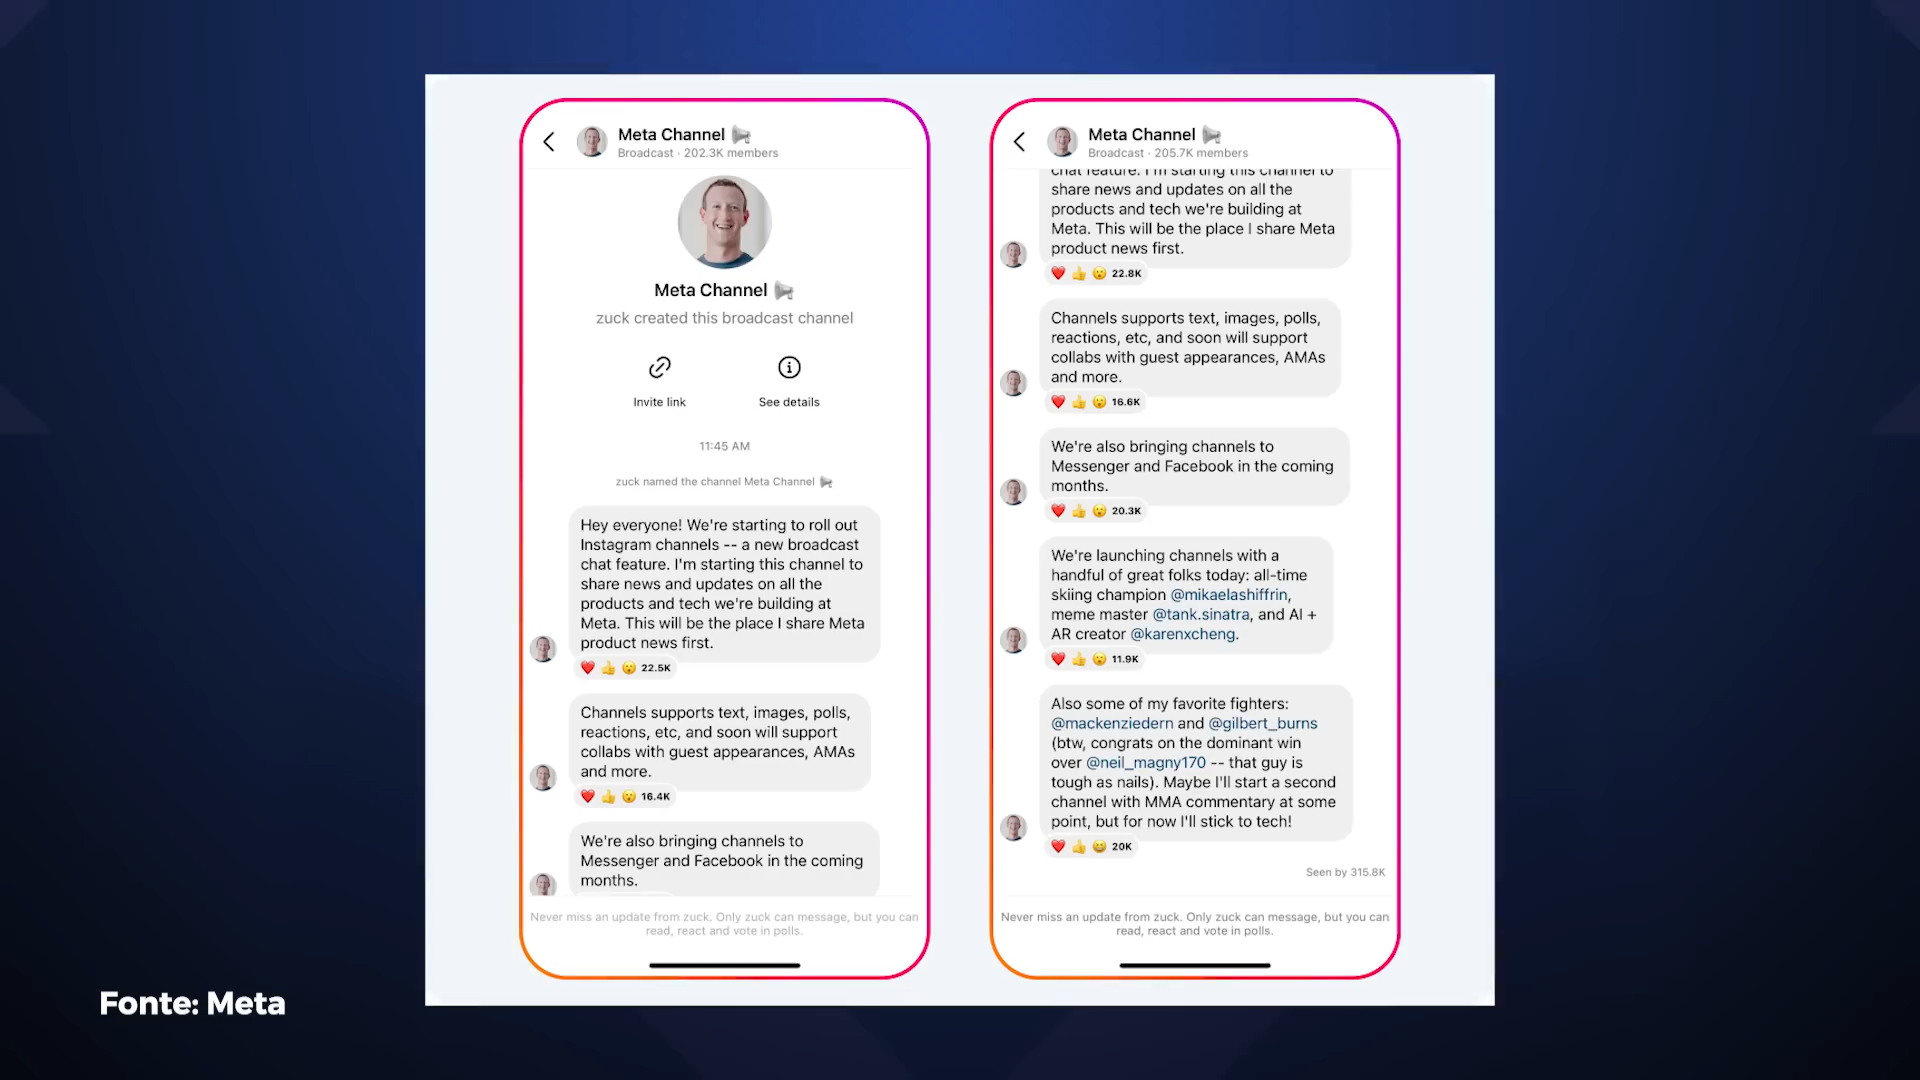 Meta Channel
Broadcast · 202.3K members
Meta Channel
zuck created this broadcast channel
Invite link
See details
11:45 AM
zuck named the channel Meta Channel
Hey everyone! We're starting to roll out
Instagram channels -- a new broadcast
chat feature. I'm starting this channel to
share news and updates on all the
products and tech we're building at
Meta. This will be the place I share Meta
product news first.
22.5K
Channels supports text, images, polls,
reactions, etc, and soon will support
collabs with guest appearances, AMAs
and more.
16.4K
We're also bringing channels to
Messenger and Facebook in the coming
months.
Never miss an update from zuck. Only zuck can message, but you can
read, react and vote in polls.
Meta Channel
Broadcast · 205.7K members
chat feature. I'm starting this channel to
share news and updates on all the
products and tech we're building at
Meta. This will be the place I share Meta
product news first.
22.8K
Channels supports text, images, polls,
reactions, etc, and soon will support
collabs with guest appearances, AMAs
and more.
16.6K
We're also bringing channels to
Messenger and Facebook in the coming
months.
20.3K
We're launching channels with a
handful of great folks today: all-time
skiing champion @mikaelashiffrin,
meme master @tank.sinatra, and AI +
AR creator @karenxcheng.
11.9K
Also some of my favorite fighters:
@mackenziedern and @gilbert_burns
(btw, congrats on the dominant win
over @neil_magny170 -- that guy is
tough as nails). Maybe I'll start a second
channel with MMA commentary at some
point, but for now I'll stick to tech!
20K
Seen by 315.8K
Never miss an update from zuck. Only zuck can message, but you can
read, react and vote in polls.
Fonte: Meta